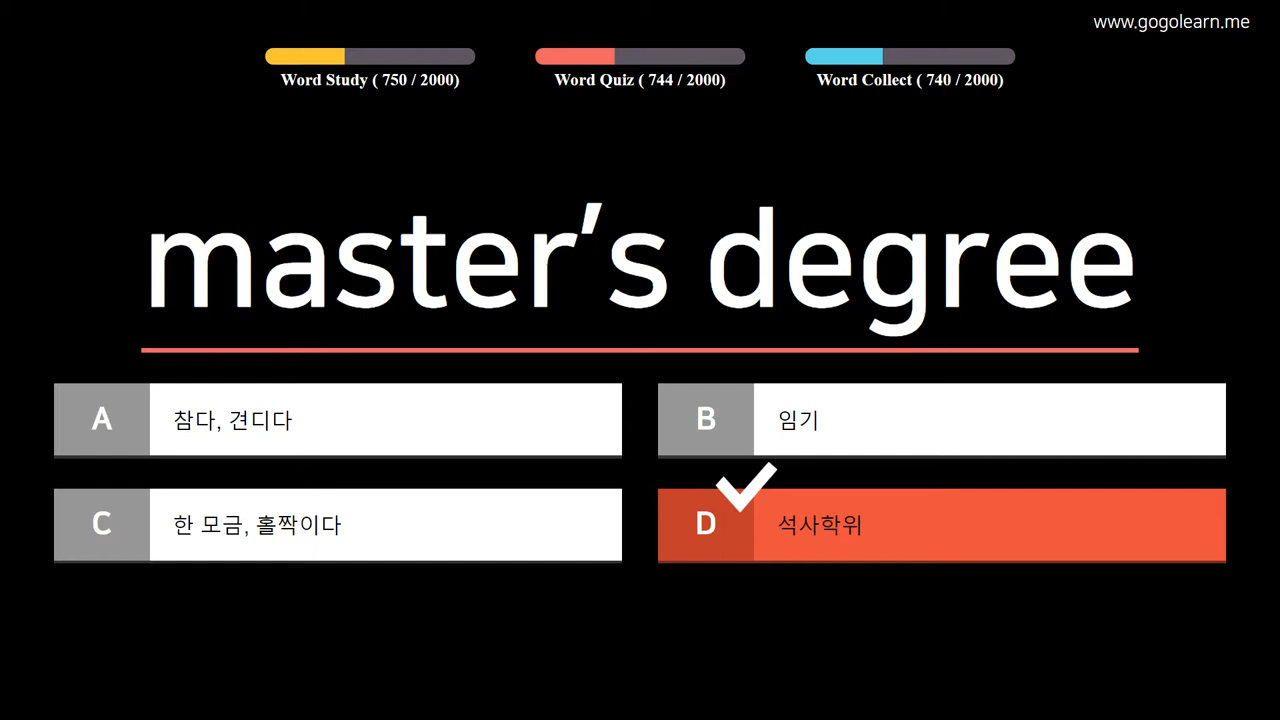 www.gogolearn.me
Word Study ( 750 / 2000)
Word Quiz ( 744 / 2000)
Word Collect ( 740 / 2000)
master's degree
A 참다, 견디다
B 임기
C 한 모금, 홀짝이다
D 석사학위